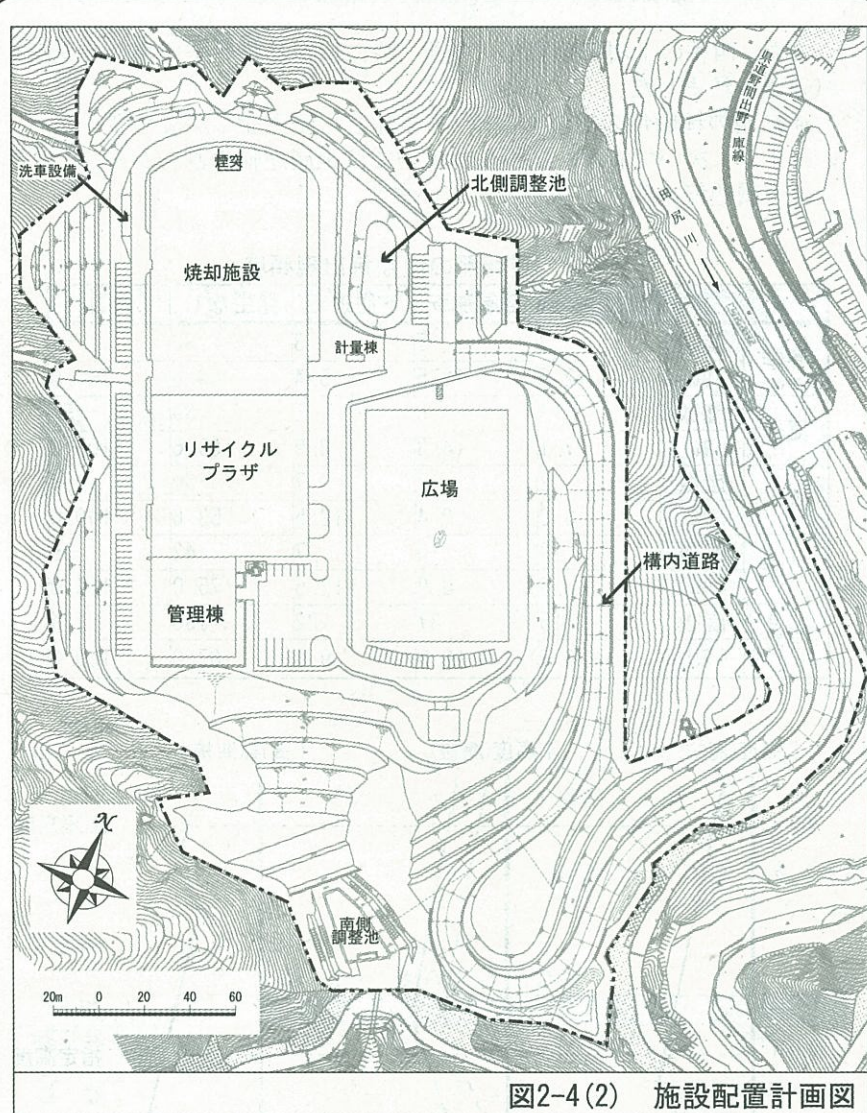 県道野間出野一庫線
田尻川
洗車設備
煙突
北側調整池
焼却施設
計量棟
リサイクル
プラザ
広場
構内道路
管理棟
N
南側
調整池
20m 0 20 40 60
図2-4(2) 施設配置計画図